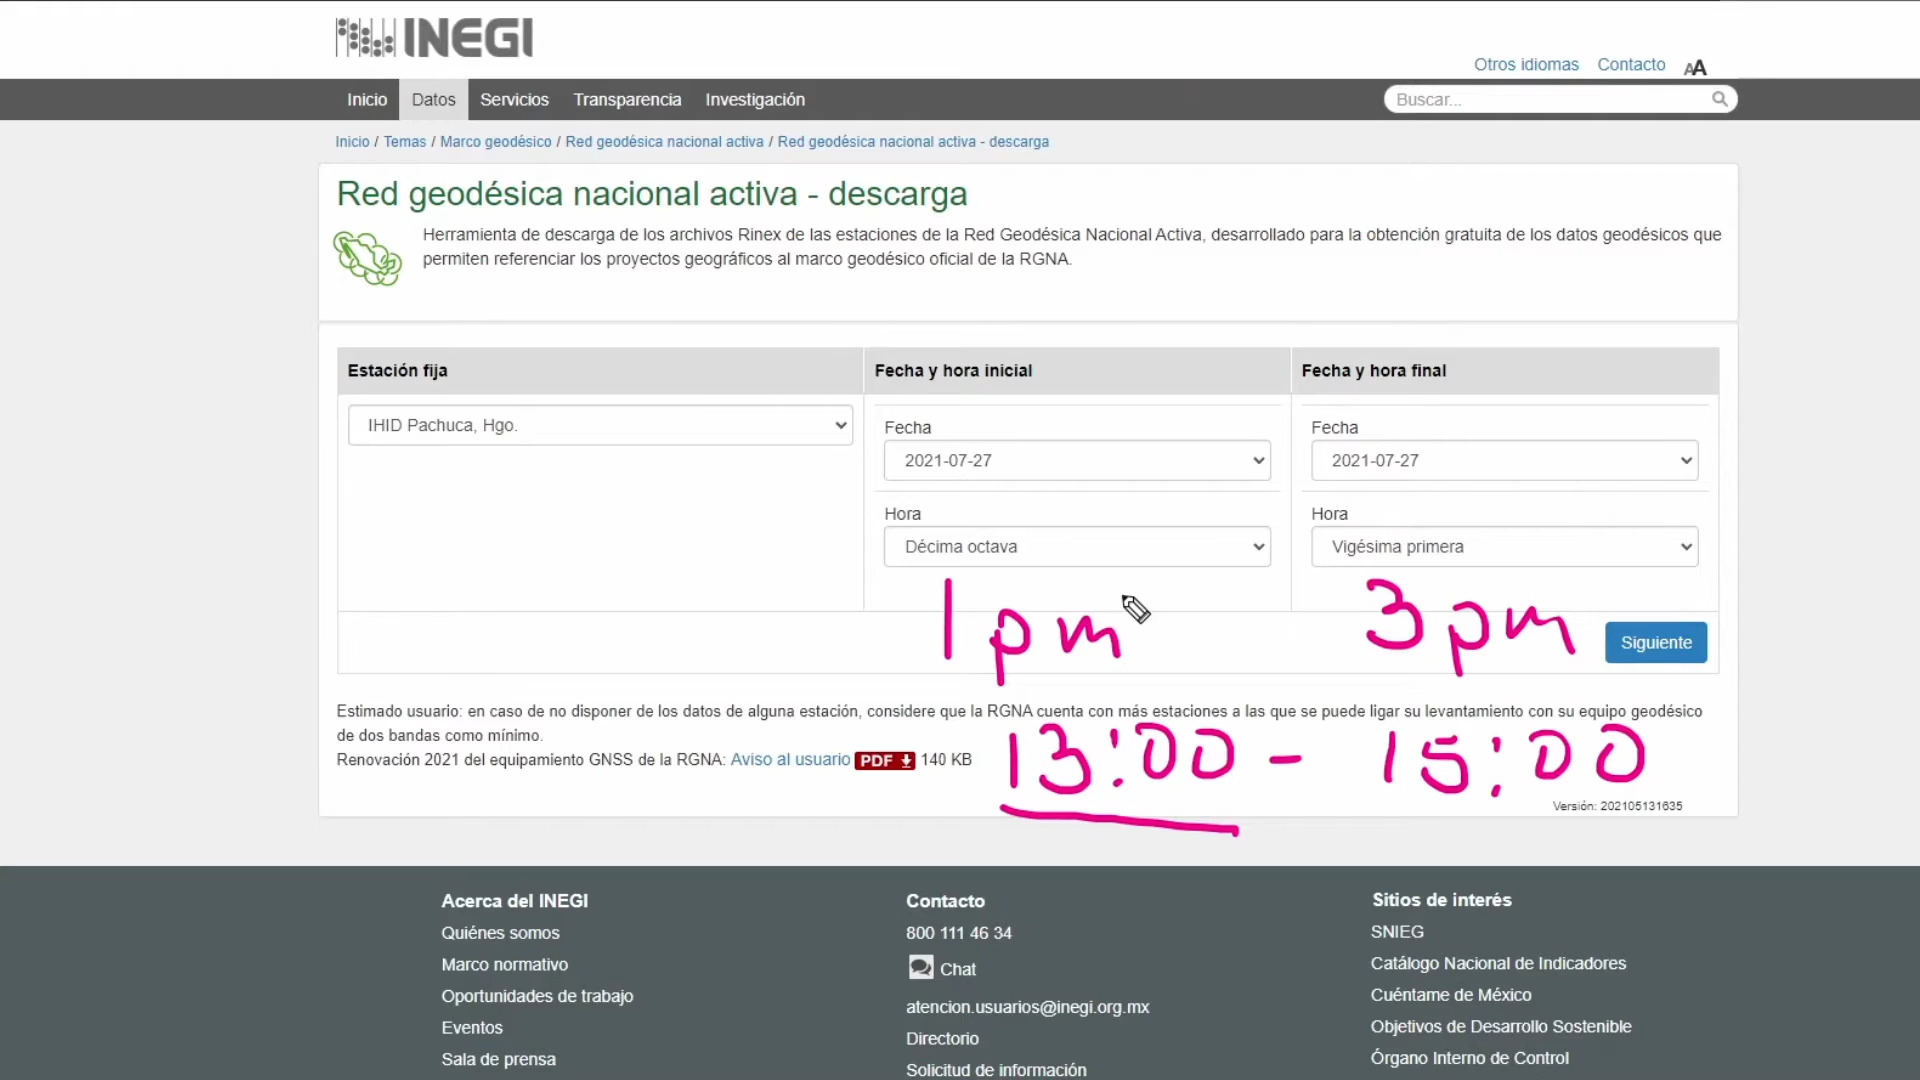 INEGI
Otros idiomas Contacto AA
Inicio Datos Servicios Transparencia Investigación Buscar...
Inicio / Temas / Marco geodésico / Red geodésica nacional activa / Red geodésica nacional activa - descarga
Red geodésica nacional activa - descarga
Herramienta de descarga de los archivos Rinex de las estaciones de la Red Geodésica Nacional Activa, desarrollado para la obtención gratuita de los datos geodésicos que
permiten referenciar los proyectos geográficos al marco geodésico oficial de la RGNA.
Estación fija Fecha y hora inicial Fecha y hora final
IHID Pachuca, Hgo.
Fecha Fecha
2021-07-27 2021-07-27
Hora Hora
Décima octava Vigésima primera
1 pm 3 pm
Siguiente
Estimado usuario: en caso de no disponer de los datos de alguna estación, considere que la RGNA cuenta con más estaciones a las que se puede ligar su levantamiento con su equipo geodésico
de dos bandas como mínimo.
Renovación 2021 del equipamiento GNSS de la RGNA: Aviso al usuario PDF 140 KB
13:00 - 15:00
Versión: 202105131635
Acerca del INEGI Contacto Sitios de interés
Quiénes somos 800 111 46 34 SNIEG
Marco normativo Chat Catálogo Nacional de Indicadores
Oportunidades de trabajo atencion.usuarios@inegi.org.mx Cuéntame de México
Eventos Directorio Objetivos de Desarrollo Sostenible
Sala de prensa Solicitud de información Órgano Interno de Control